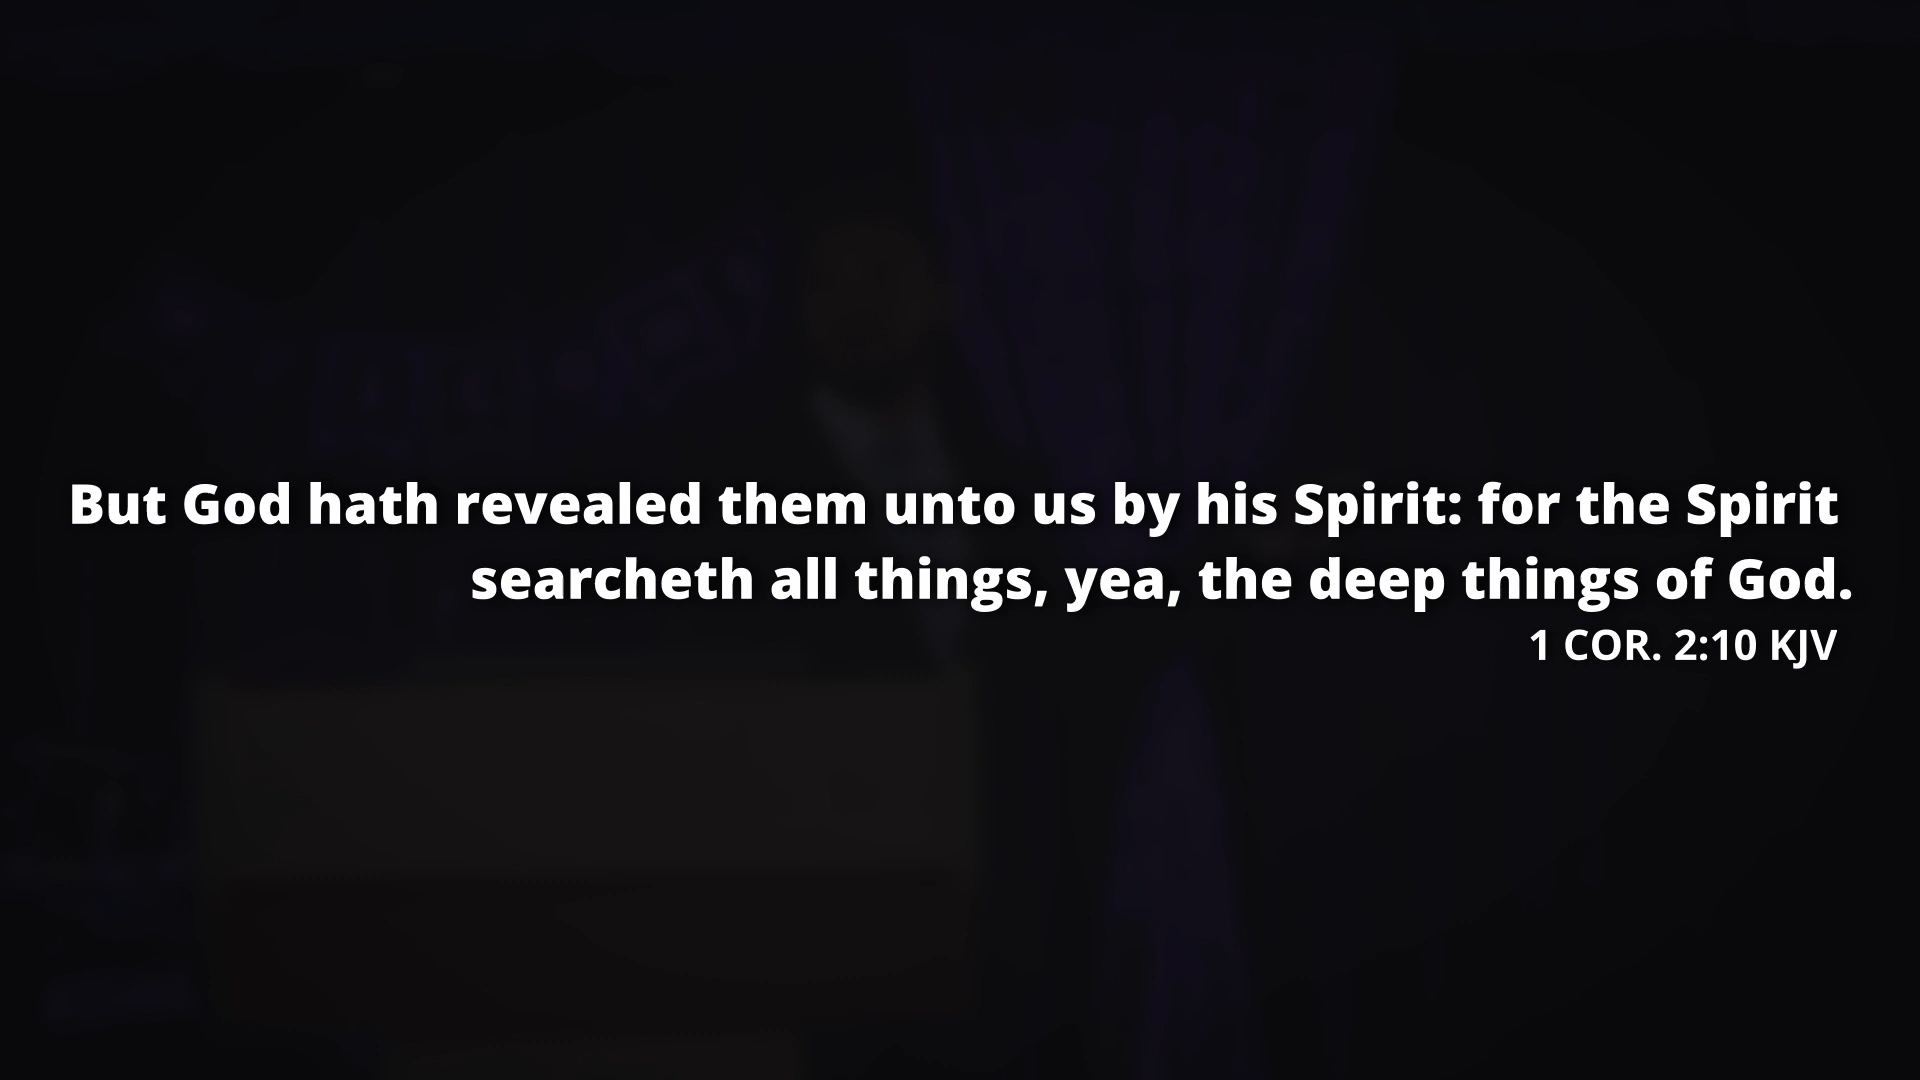 But God hath revealed them unto us by his Spirit: for the Spirit
searcheth all things, yea, the deep things of God.
1 COR. 2:10 KJV